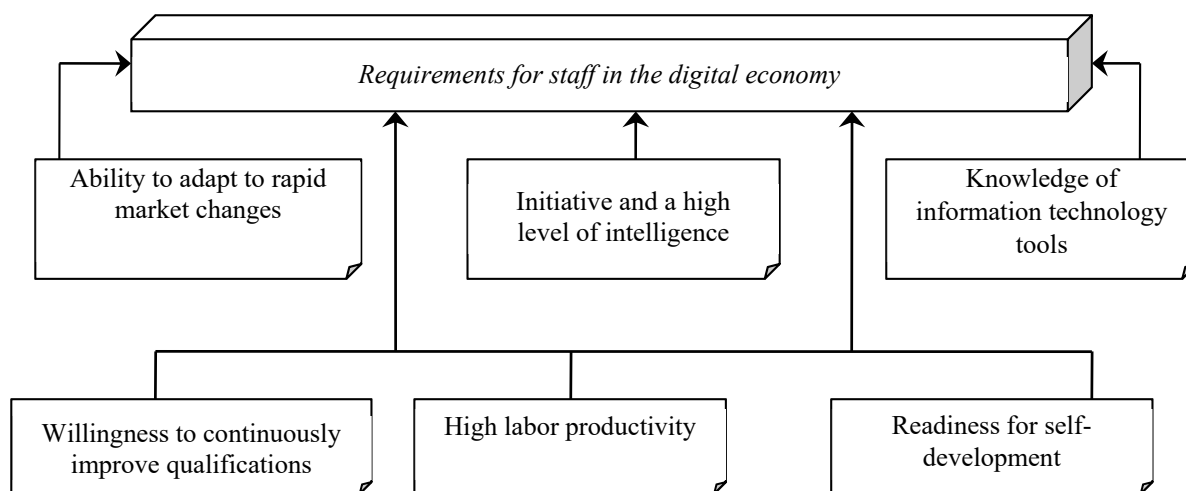 Requirements for staff in the digital economy
Ability to adapt to rapid
market changes
Initiative and a high
level of intelligence
Knowledge of
information technology
tools
Willingness to continuously
improve qualifications
High labor productivity
Readiness for self-
development